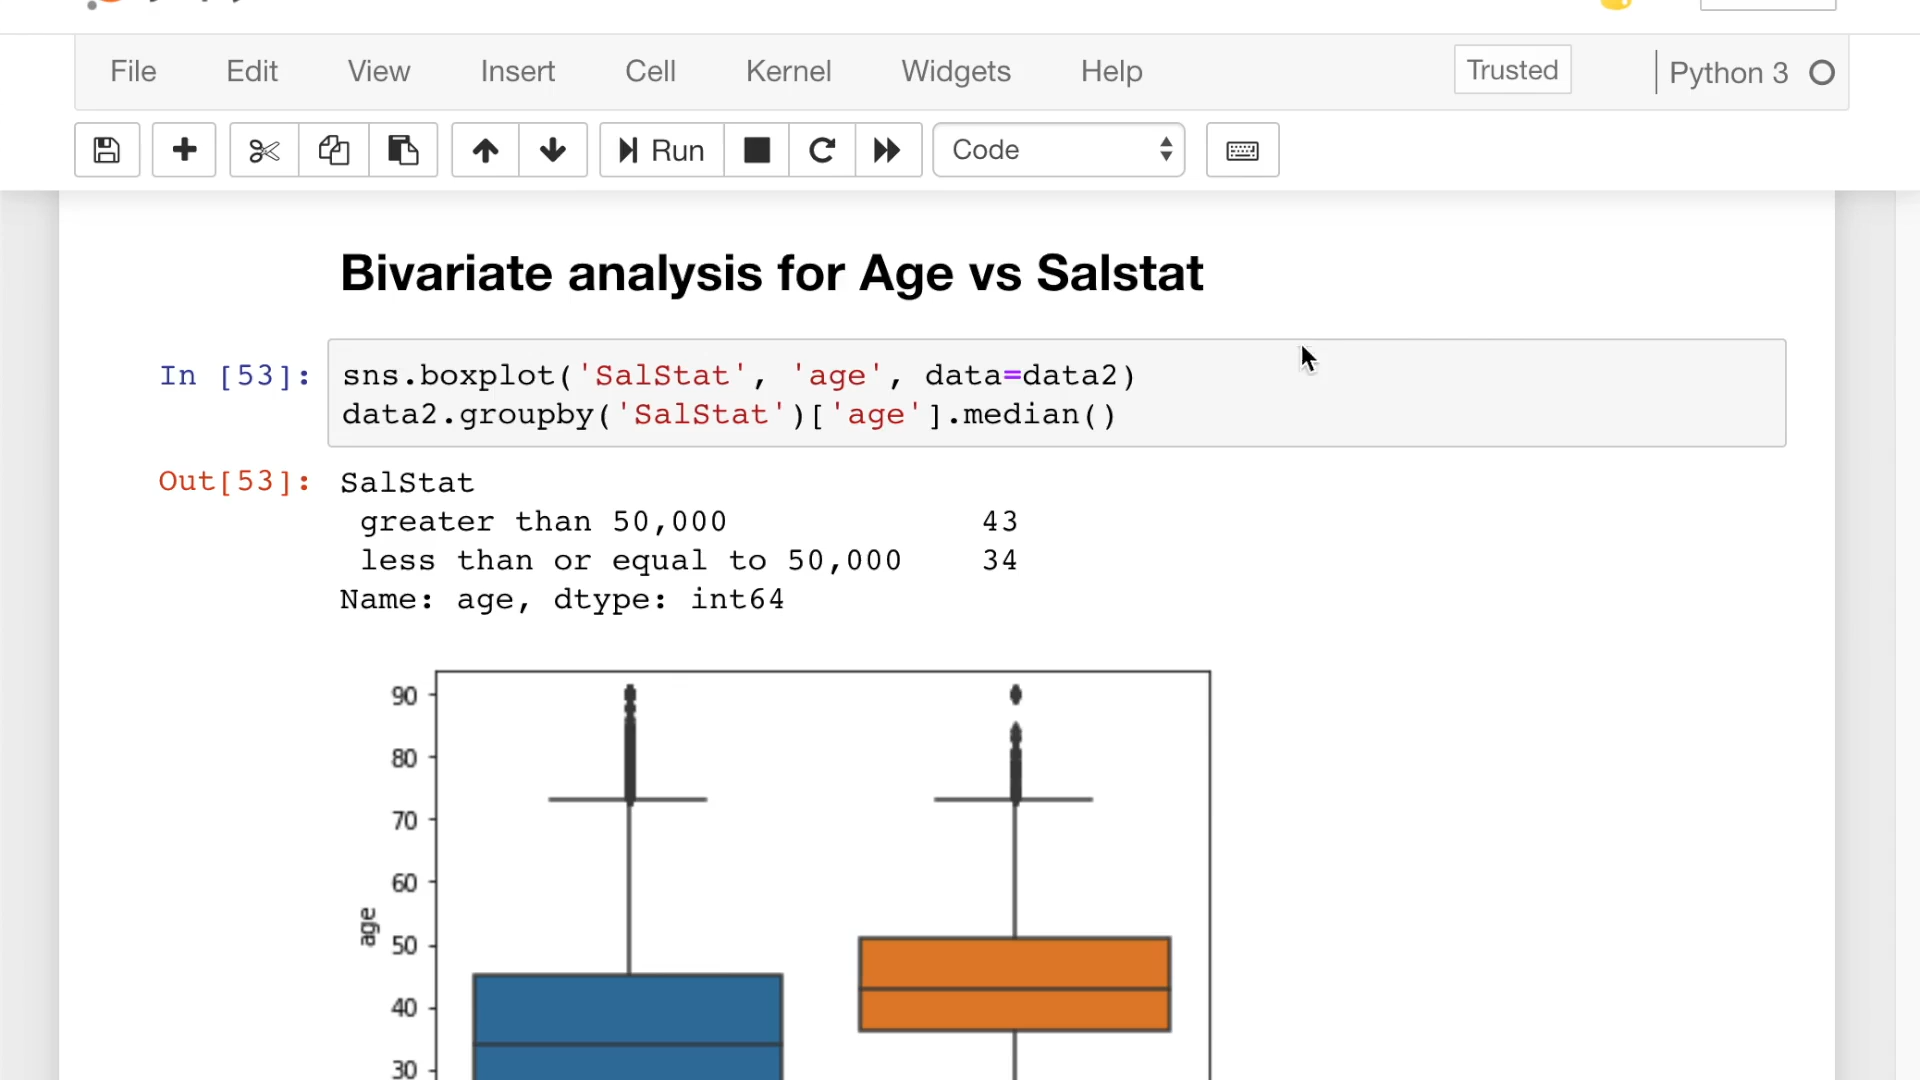 File Edit View Insert Cell Kernel Widgets Help Trusted Python 3
Run Code
Bivariate analysis for Age vs Salstat
In [53]: sns.boxplot('SalStat', 'age', data=data2)
data2.groupby('SalStat')['age'].median()
Out[53]: SalStat
greater than 50,000 43
less than or equal to 50,000 34
Name: age, dtype: int64
90
80
70
60
50
40
30
age